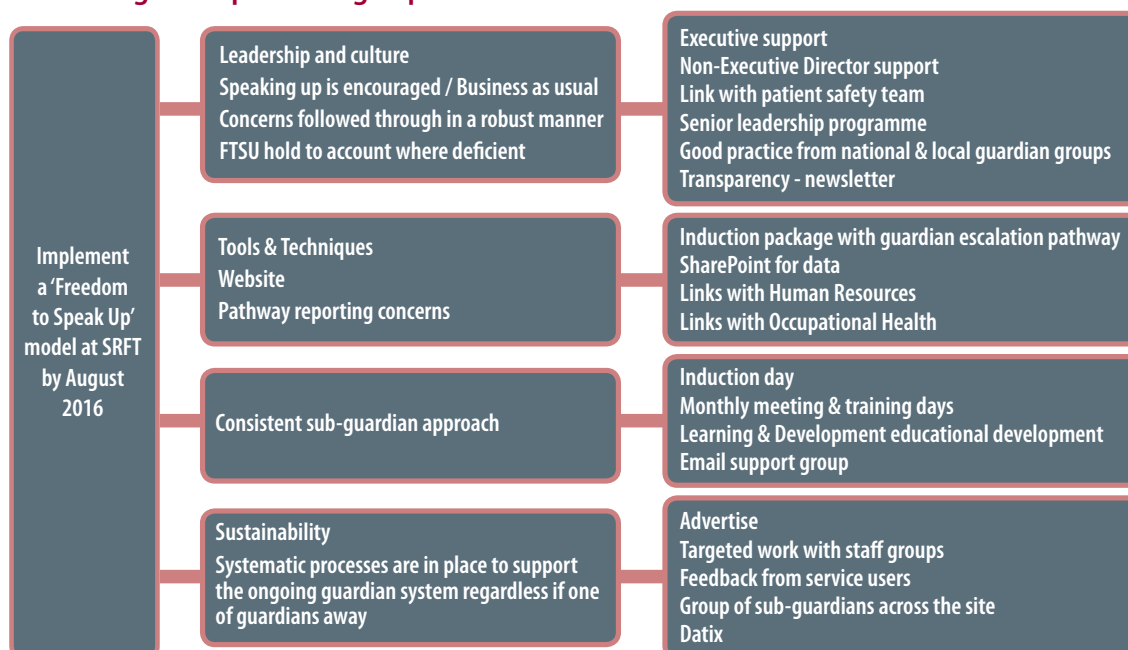 Implement
a ‘Freedom
to Speak Up’
model at SRFT
by August
2016
Leadership and culture
Speaking up is encouraged / Business as usual
Concerns followed through in a robust manner
FTSU hold to account where deficient
Executive support
Non-Executive Director support
Link with patient safety team
Senior leadership programme
Good practice from national & local guardian groups
Transparency - newsletter
Tools & Techniques
Website
Pathway reporting concerns
Induction package with guardian escalation pathway
SharePoint for data
Links with Human Resources
Links with Occupational Health
Consistent sub-guardian approach
Induction day
Monthly meeting & training days
Learning & Development educational development
Email support group
Sustainability
Systematic processes are in place to support
the ongoing guardian system regardless if one
of guardians away
Advertise
Targeted work with staff groups
Feedback from service users
Group of sub-guardians across the site
Datix